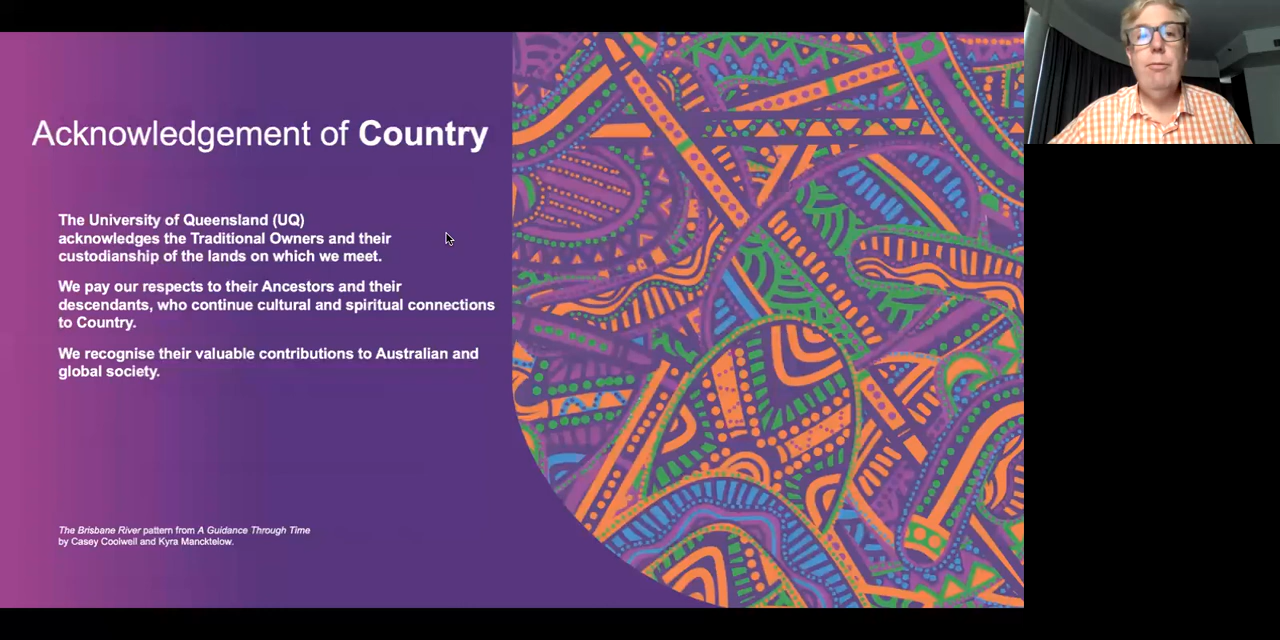 Acknowledgement of Country
The University of Queensland (UQ)
acknowledges the Traditional Owners and their
custodianship of the lands on which we meet.
We pay our respects to their Ancestors and their
descendants, who continue cultural and spiritual connections
to Country.
We recognise their valuable contributions to Australian and
global society.
The Brisbane River pattern from A Guidance Through Time
by Casey Coolwell and Kyra Mancktelow.